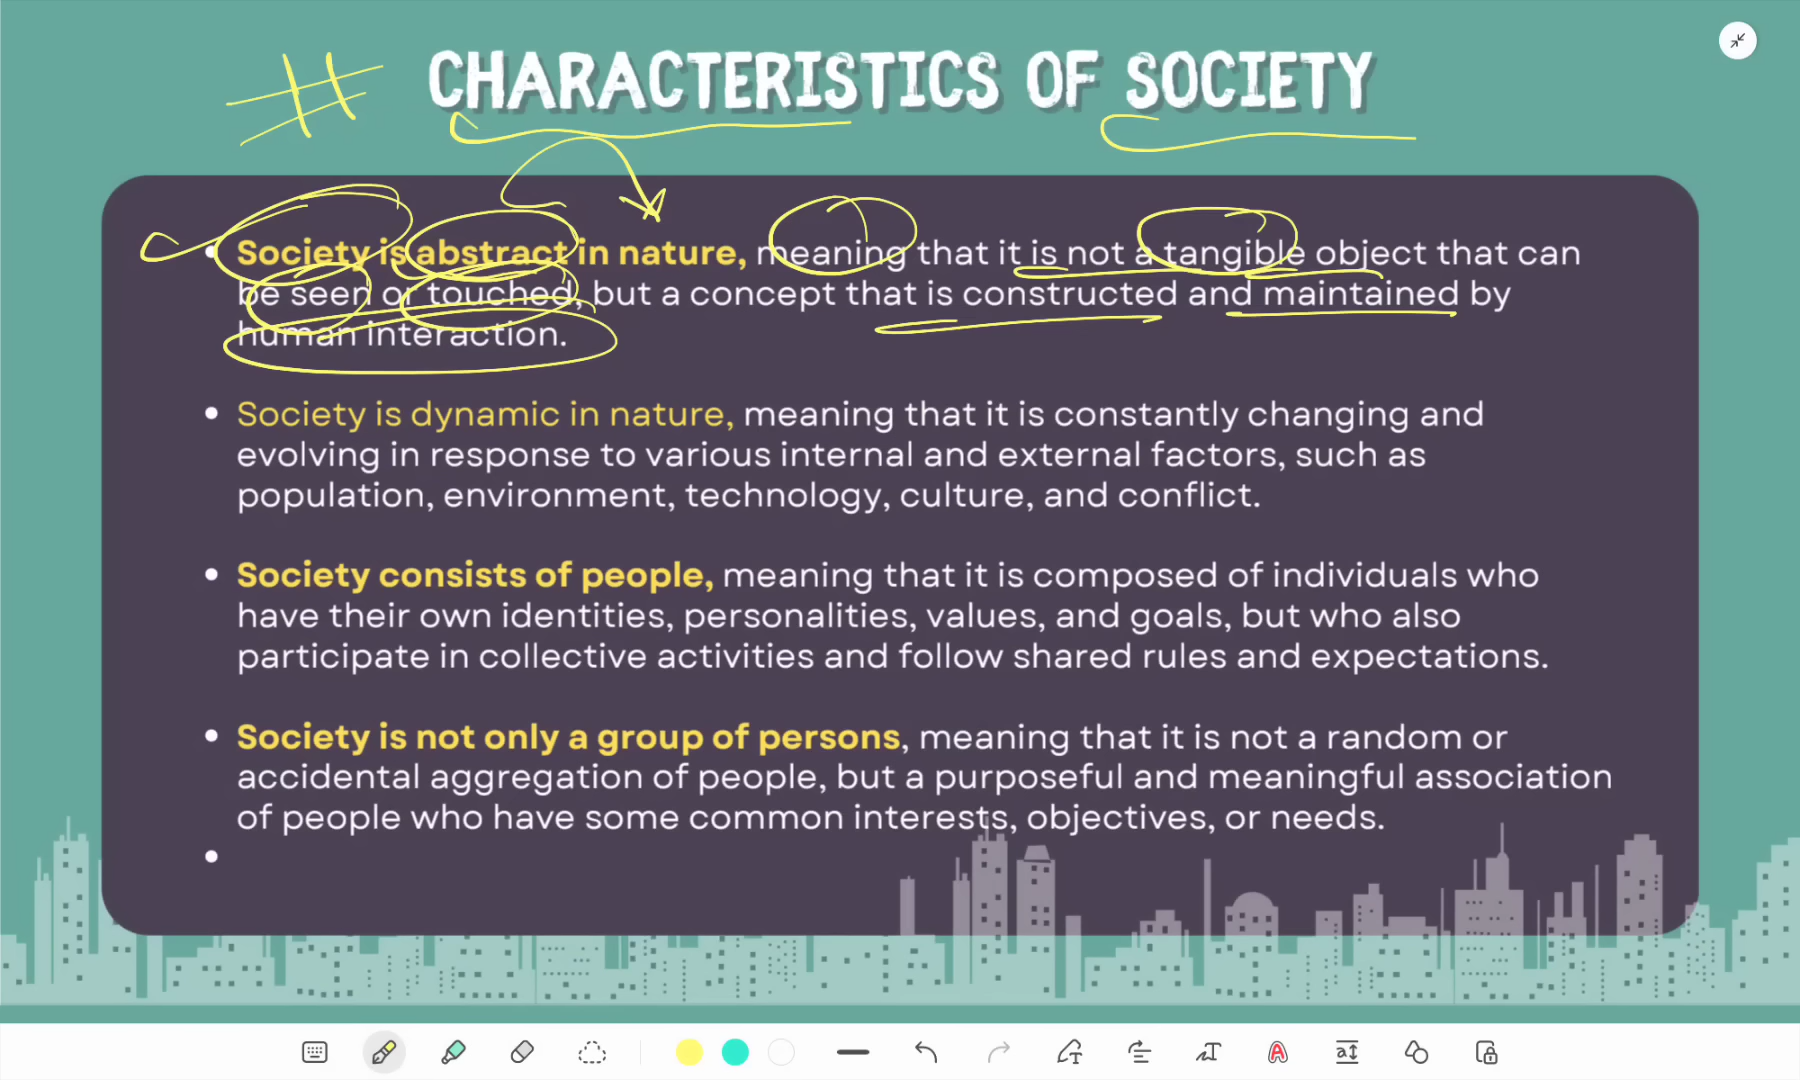 # CHARACTERISTICS OF SOCIETY
• Society is abstract in nature, meaning that it is not a tangible object that can
be seen or touched, but a concept that is constructed and maintained by
human interaction.
• Society is dynamic in nature, meaning that it is constantly changing and
evolving in response to various internal and external factors, such as
population, environment, technology, culture, and conflict.
• Society consists of people, meaning that it is composed of individuals who
have their own identities, personalities, values, and goals, but who also
participate in collective activities and follow shared rules and expectations.
• Society is not only a group of persons, meaning that it is not a random or
accidental aggregation of people, but a purposeful and meaningful association
of people who have some common interests, objectives, or needs.
•